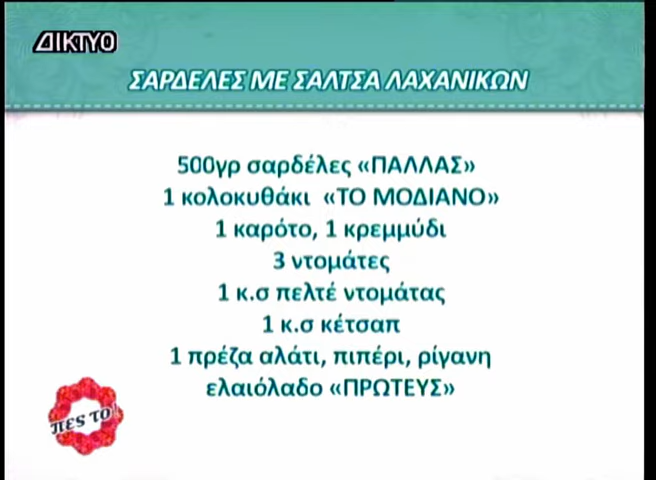 ΔΙΚΤΥΟ
ΣΑΡΔΕΛΕΣ ΜΕ ΣΑΛΤΣΑ ΛΑΧΑΝΙΚΩΝ
500γρ σαρδέλες «ΠΑΛΛΑΣ»
1 κολοκυθάκι «ΤΟ ΜΟΔΙΑΝΟ»
1 καρότο, 1 κρεμμύδι
3 ντομάτες
1 κ.σ πελτέ ντομάτας
1 κ.σ κέτσαπ
1 πρέζα αλάτι, πιπέρι, ρίγανη
ελαιόλαδο «ΠΡΩΤΕΥΣ»
πες το!